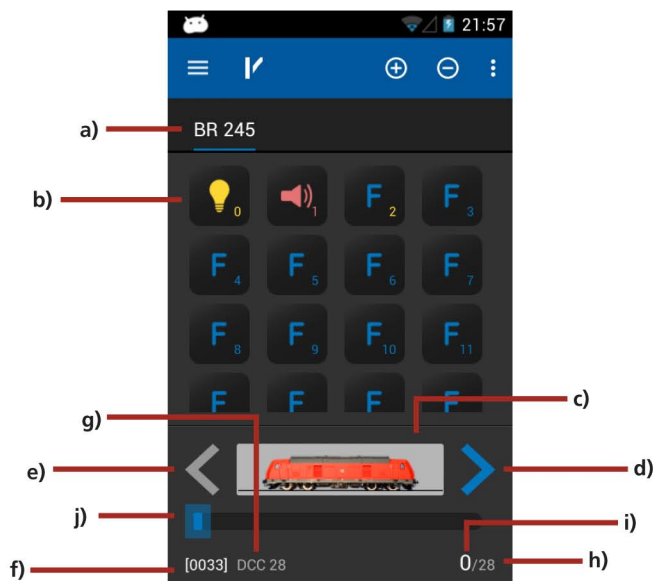 21:57
a) BR 245
b) 0 1 F 2 F 3
F 4 F 5 F 6 F 7
F 8 F 9 F 10 F 11
F F F F
g) c)
e) d)
j) i)
f) [0033] DCC 28 0/28 h)